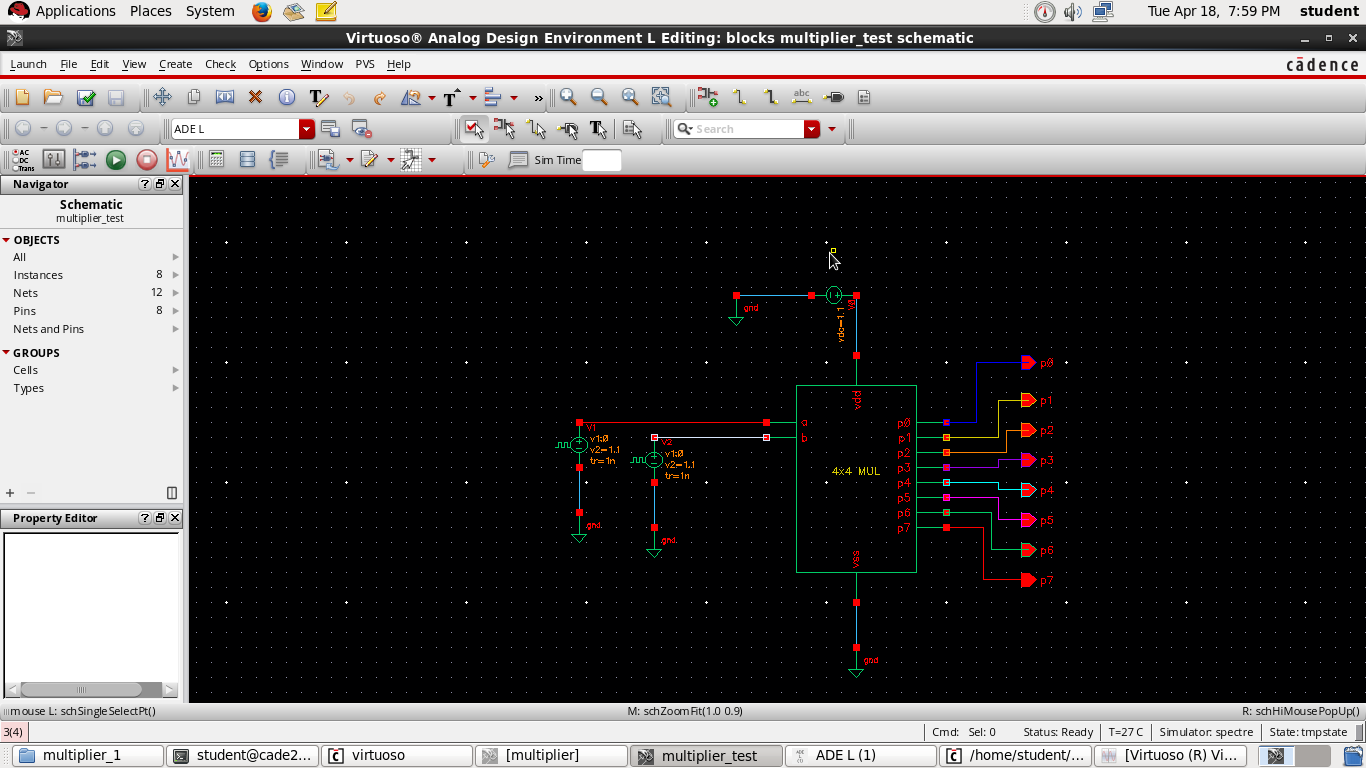 Applications Places System Tue Apr 18, 7:59 PM student
Virtuoso® Analog Design Environment L Editing: blocks multiplier_test schematic
Launch File Edit View Create Check Options Window PVS Help cādence
T T » abc
ADE L T Search
AC DC Trans Sim Time
Navigator ?
Schematic
multiplier_test
OBJECTS
All
Instances 8
Nets 12
Pins 8
Nets and Pins
GROUPS
Cells
Types
Property Editor ?
gnd V0
vdc=1.1
vdd
a
b
V1
v1:0
v2=1.1
tr=1n
V2
v1:0
v2=1.1
tr=1n
gnd
gnd
4x4 MUL
p0
p1
p2
p3
p4
p5
p6
p7
vss
gnd
p0
p1
p2
p3
p4
p5
p6
p7
mouse L: schSingleSelectPt() M: schZoomFit(1.0 0.9) R: schHiMousePopUp()
3(4) Cmd: Sel: 0 Status: Ready T=27 C Simulator: spectre State: tmpstate
multiplier_1 student@cade2... virtuoso [multiplier] multiplier_test ADE L (1) /home/student/... [Virtuoso (R) Vi...